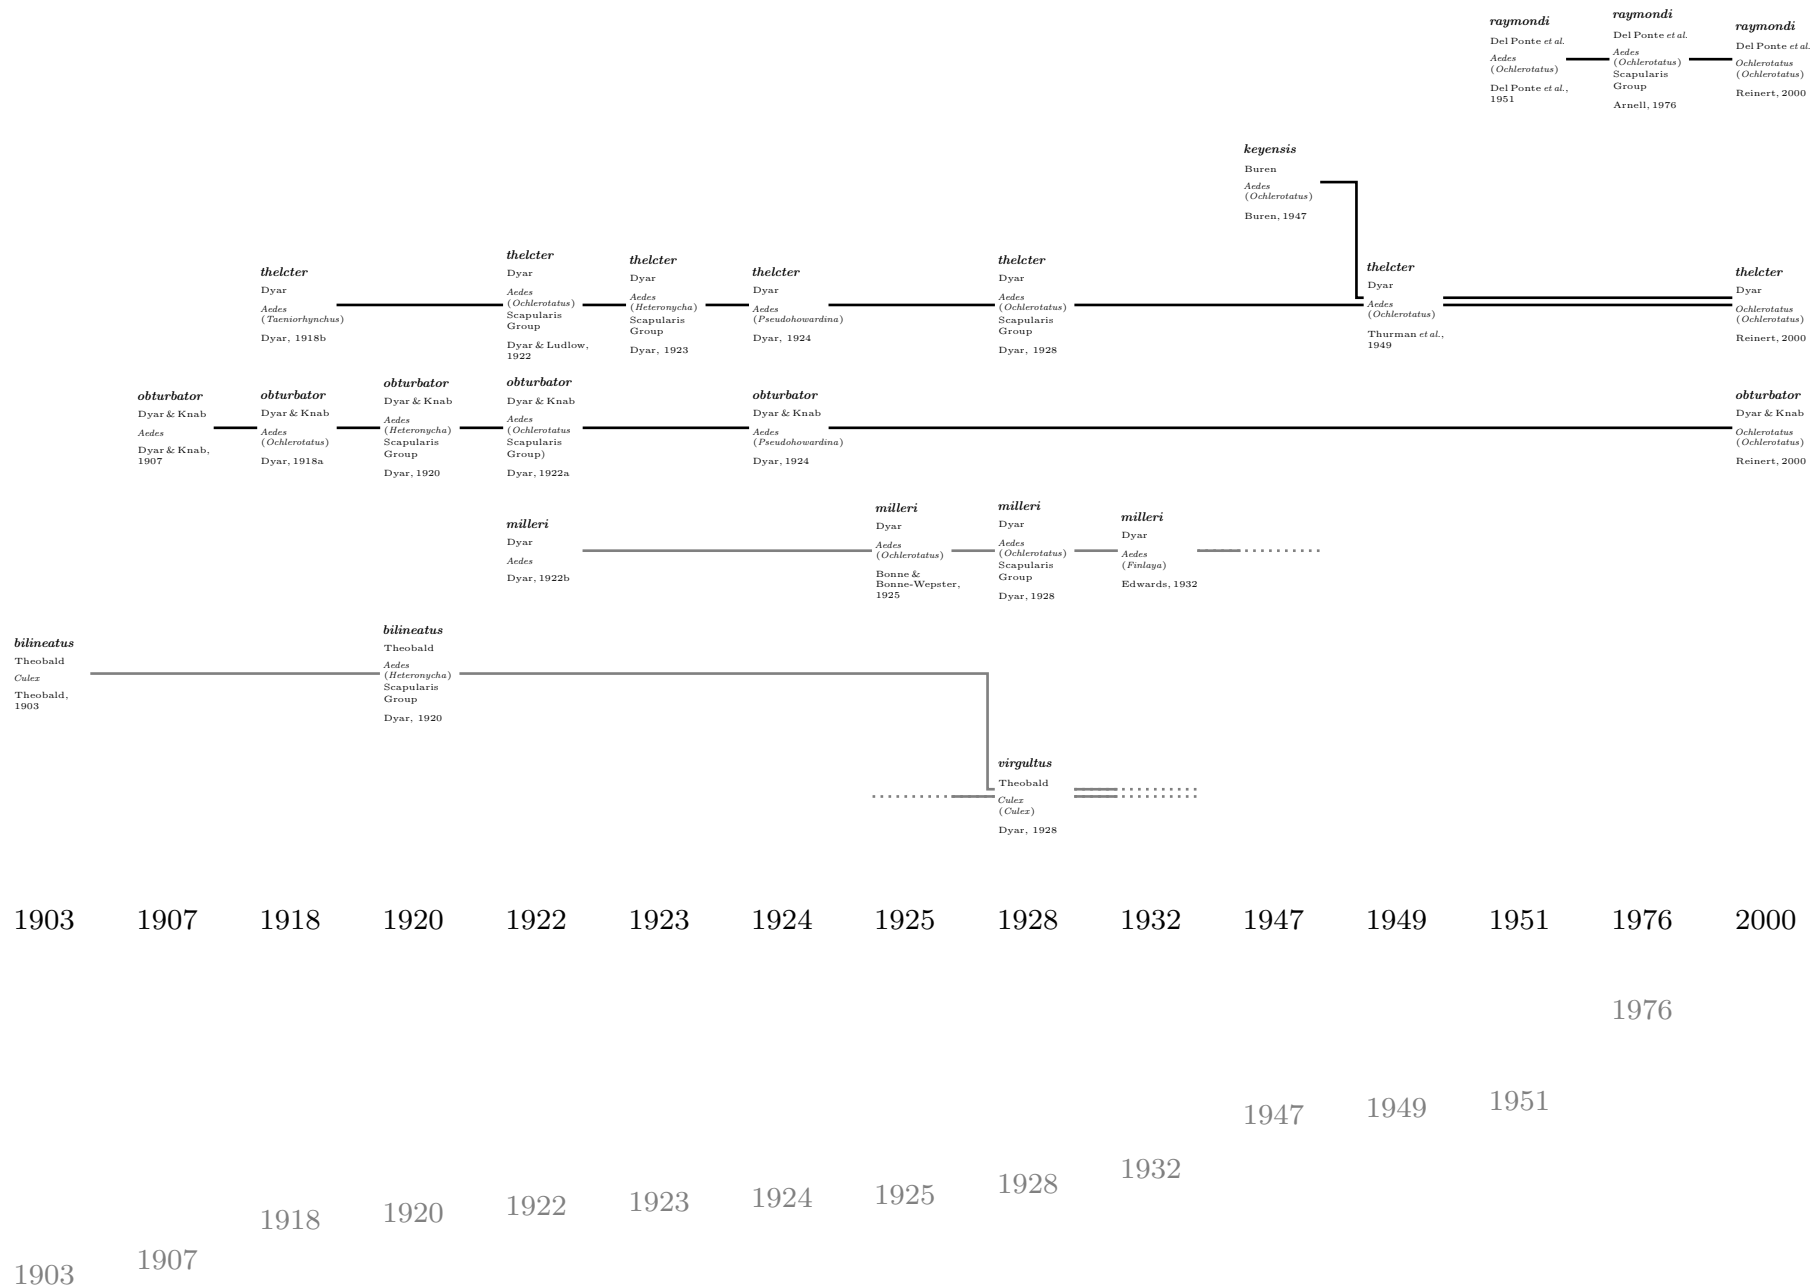 raymondi
Del Ponte et al.
Aedes
(Ochlerotatus)
Del Ponte et al.,
1951
raymondi
Del Ponte et al.
Aedes
(Ochlerotatus)
Scapularis
Group
Arnell, 1976
raymondi
Del Ponte et al.
Ochlerotatus
(Ochlerotatus)
Reinert, 2000
keyensis
Buren
Aedes
(Ochlerotatus)
Buren, 1947
thelcter
Dyar
Aedes
(Taeniorhynchus)
Dyar, 1918b
thelcter
Dyar
Aedes
(Ochlerotatus)
Scapularis
Group
Dyar & Ludlow,
1922
thelcter
Dyar
Aedes
(Heteronycha)
Scapularis
Group
Dyar, 1923
thelcter
Dyar
Aedes
(Pseudohowardina)
Dyar, 1924
thelcter
Dyar
Aedes
(Ochlerotatus)
Scapularis
Group
Dyar, 1928
thelcter
Dyar
Aedes
(Ochlerotatus)
Thurman et al.,
1949
thelcter
Dyar
Ochlerotatus
(Ochlerotatus)
Reinert, 2000
obturbator
Dyar & Knab
Aedes
Dyar & Knab,
1907
obturbator
Dyar & Knab
Aedes
(Ochlerotatus)
Dyar, 1918a
obturbator
Dyar & Knab
Aedes
(Heteronycha)
Scapularis
Group
Dyar, 1920
obturbator
Dyar & Knab
Aedes
(Ochlerotatus
Scapularis
Group)
Dyar, 1922a
obturbator
Dyar & Knab
Aedes
(Pseudohowardina)
Dyar, 1924
obturbator
Dyar & Knab
Ochlerotatus
(Ochlerotatus)
Reinert, 2000
milleri
Dyar
Aedes
Dyar, 1922b
milleri
Dyar
Aedes
(Ochlerotatus)
Bonne &
Bonne-Wepster,
1925
milleri
Dyar
Aedes
(Ochlerotatus)
Scapularis
Group
Dyar, 1928
milleri
Dyar
Aedes
(Finlaya)
Edwards, 1932
bilineatus
Theobald
Culex
Theobald,
1903
bilineatus
Theobald
Aedes
(Heteronycha)
Scapularis
Group
Dyar, 1920
virgultus
Theobald
Culex
(Culex)
Dyar, 1928
1903 1907 1918 1920 1922 1923 1924 1925 1928 1932 1947 1949 1951 1976 2000
1976
1951
1949
1947
1932
1928
1925
1924
1923
1922
1920
1918
1907
1903